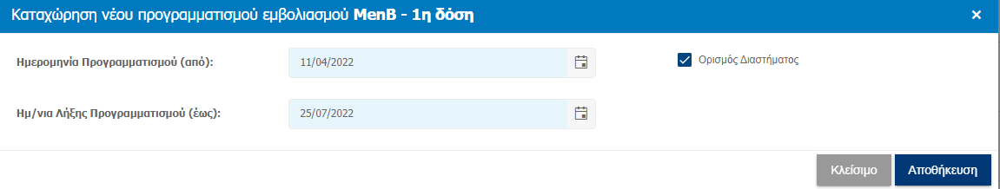 Καταχώρηση νέου προγραμματισμού εμβολιασμού MenB - 1η δόση ×
Ημερομηνία Προγραμματισμού (από): 11/04/2022 Ορισμός Διαστήματος
Ημ/νια Λήξης Προγραμματισμού (έως): 25/07/2022
Κλείσιμο Αποθήκευση